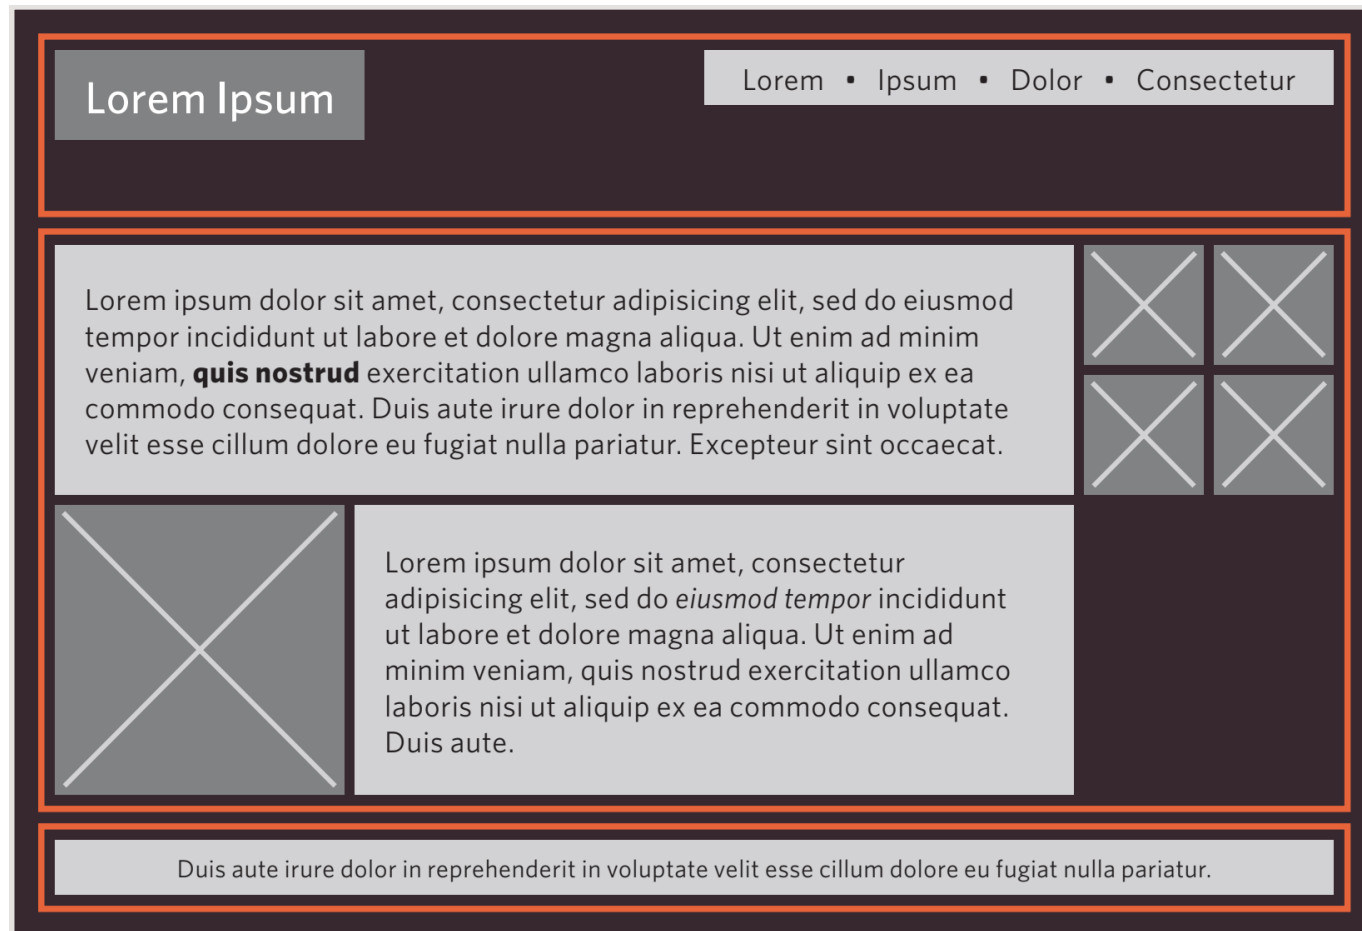 Lorem Ipsum
Lorem • Ipsum • Dolor • Consectetur
Lorem ipsum dolor sit amet, consectetur adipisicing elit, sed do eiusmod
tempor incididunt ut labore et dolore magna aliqua. Ut enim ad minim
veniam, quis nostrud exercitation ullamco laboris nisi ut aliquip ex ea
commodo consequat. Duis aute irure dolor in reprehenderit in voluptate
velit esse cillum dolore eu fugiat nulla pariatur. Excepteur sint occaecat.
Lorem ipsum dolor sit amet, consectetur
adipisicing elit, sed do eiusmod tempor incididunt
ut labore et dolore magna aliqua. Ut enim ad
minim veniam, quis nostrud exercitation ullamco
laboris nisi ut aliquip ex ea commodo consequat.
Duis aute.
Duis aute irure dolor in reprehenderit in voluptate velit esse cillum dolore eu fugiat nulla pariatur.